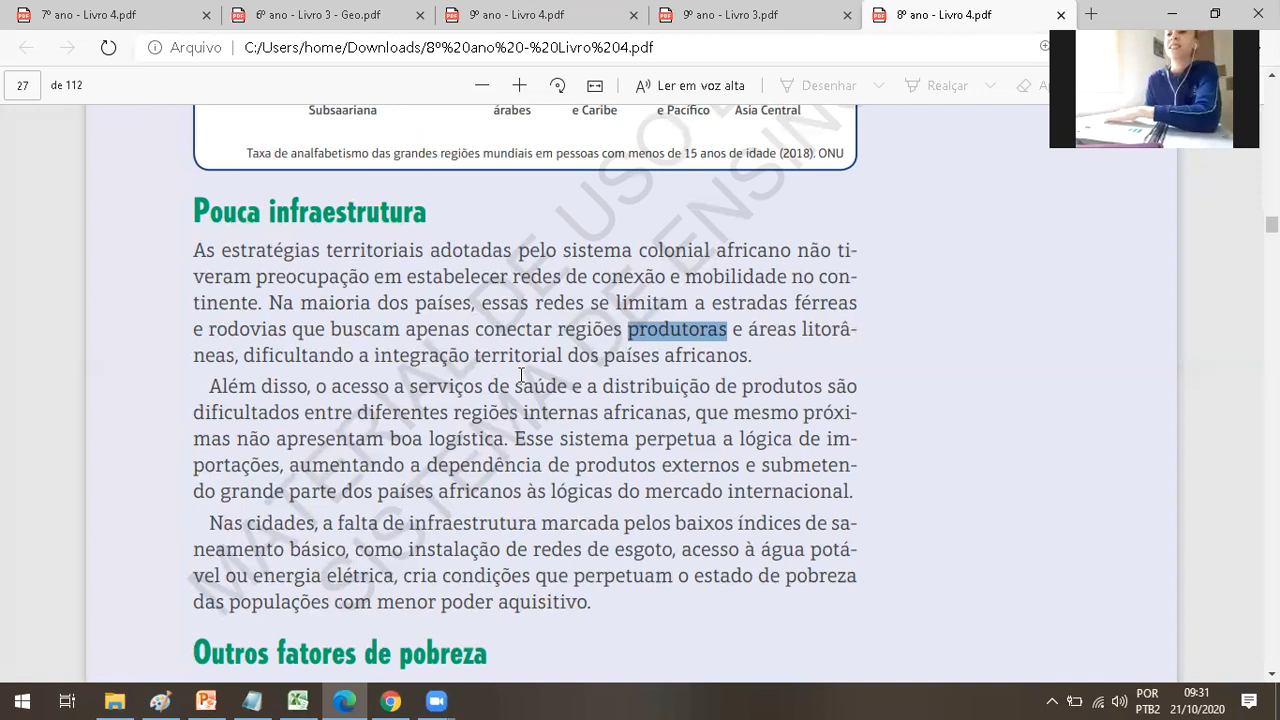 7º ano - Livro 4.pdf
6º ano - Livro 3 - Geo.pdf
9º ano - Livro 4.pdf
9º ano - Livro 3.pdf
8º ano - Livro 4.pdf
Arquivo
C:/Users/home/Downloads/8º%20ano%20-%20Livro%204.pdf
27
de 112
Ler em voz alta
Desenhar
Realçar
Subsaariana
árabes
e Caribe
e Pacífico
Ásia Central
Taxa de analfabetismo das grandes regiões mundiais em pessoas com menos de 15 anos de idade (2018). ONU
Pouca infraestrutura
As estratégias territoriais adotadas pelo sistema colonial africano não ti-
veram preocupação em estabelecer redes de conexão e mobilidade no con-
tinente. Na maioria dos países, essas redes se limitam a estradas férreas
e rodovias que buscam apenas conectar regiões produtoras e áreas litorâ-
neas, dificultando a integração territorial dos países africanos.
Além disso, o acesso a serviços de saúde e a distribuição de produtos são
dificultados entre diferentes regiões internas africanas, que mesmo próxi-
mas não apresentam boa logística. Esse sistema perpetua a lógica de im-
portações, aumentando a dependência de produtos externos e submeten-
do grande parte dos países africanos às lógicas do mercado internacional.
Nas cidades, a falta de infraestrutura marcada pelos baixos índices de sa-
neamento básico, como instalação de redes de esgoto, acesso à água potá-
vel ou energia elétrica, cria condições que perpetuam o estado de pobreza
das populações com menor poder aquisitivo.
Outros fatores de pobreza
MATERIAL DE USO
SISTEMA DE ENSIN
POR
PTB2
09:31
21/10/2020